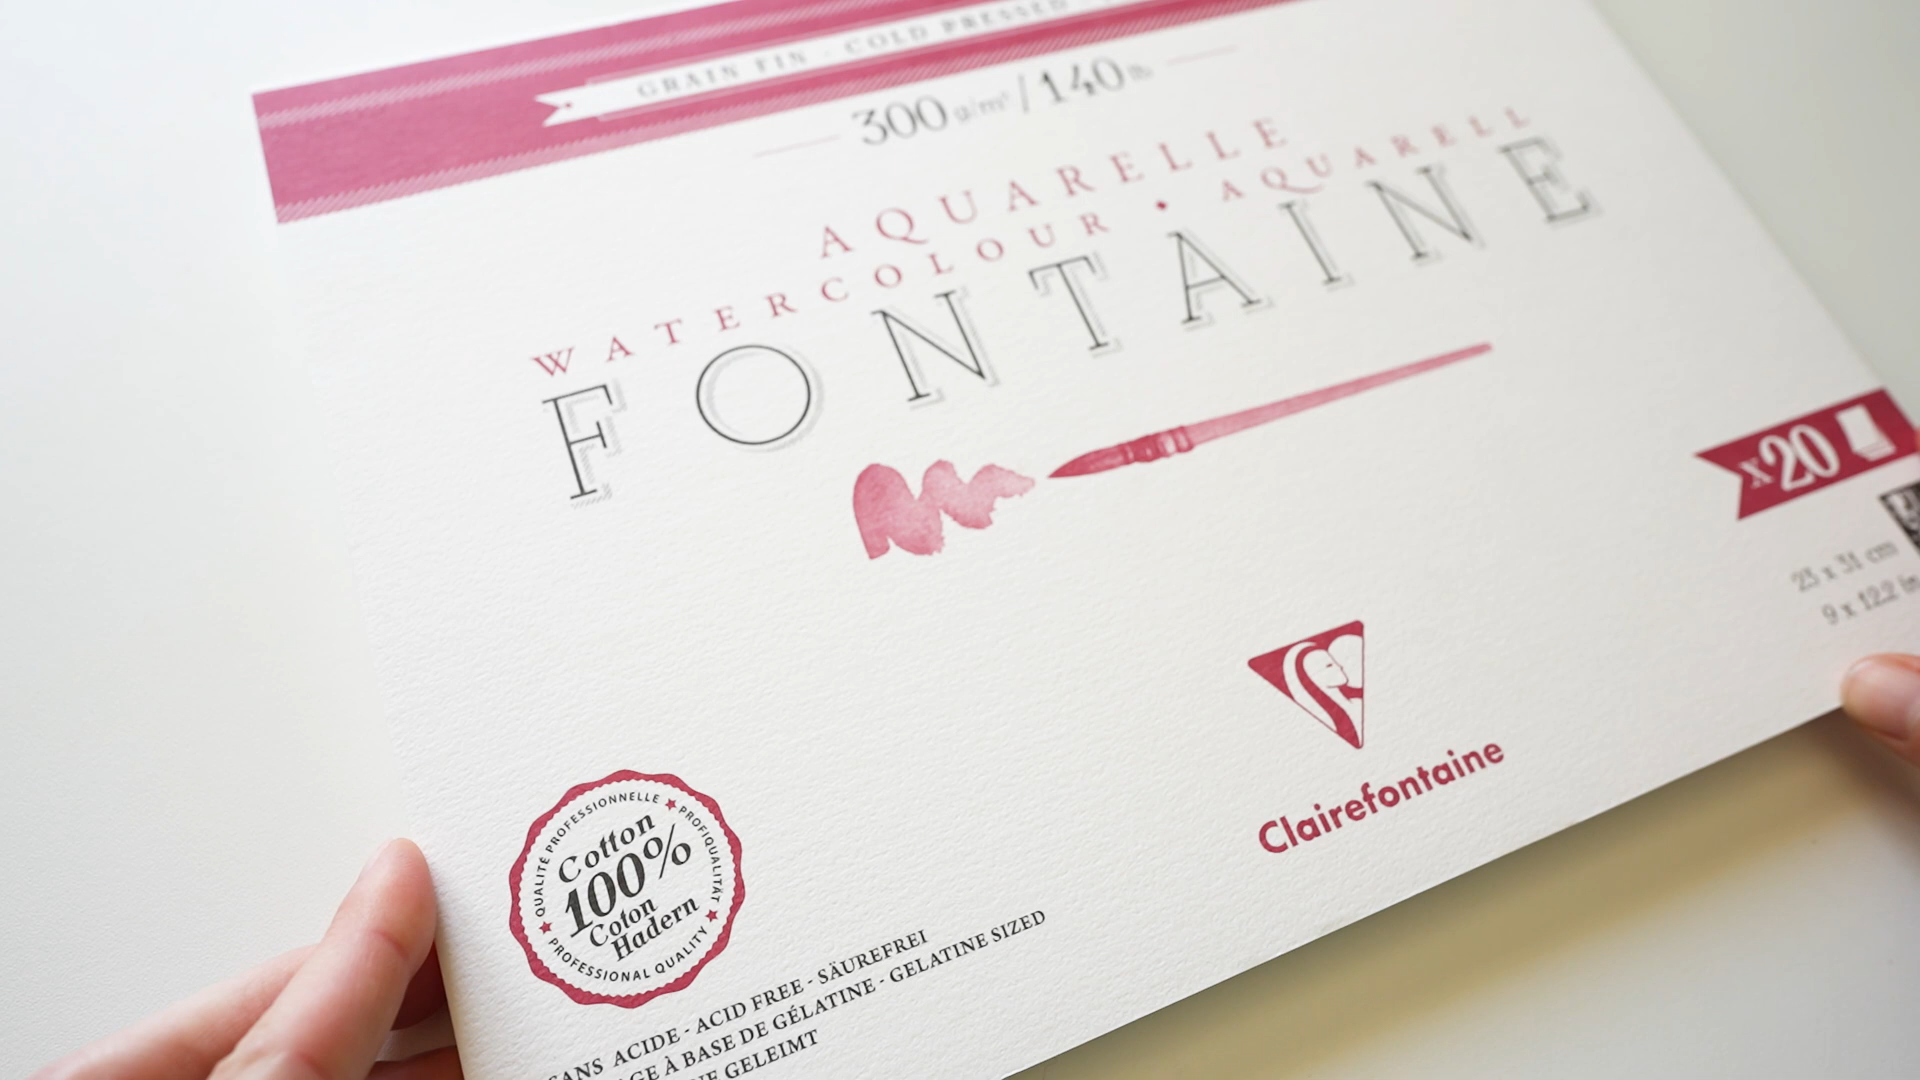 GRAIN FIN · COLD PRESSED ·
300 g/m² / 140 lb
AQUARELLE
WATERCOLOUR • AQUARELL
FONTAINE
x20
23 x 31 cm
9 x 12.2 in
Clairefontaine
QUALITÉ PROFESSIONNELLE ★ PROFIQUALITÄT ★ PROFESSIONAL QUALITY ★
Cotton
100%
Coton
Hadern
SANS ACIDE - ACID FREE - SÄUREFREI
À BASE DE GÉLATINE - GELATINE SIZED
GELEIMT